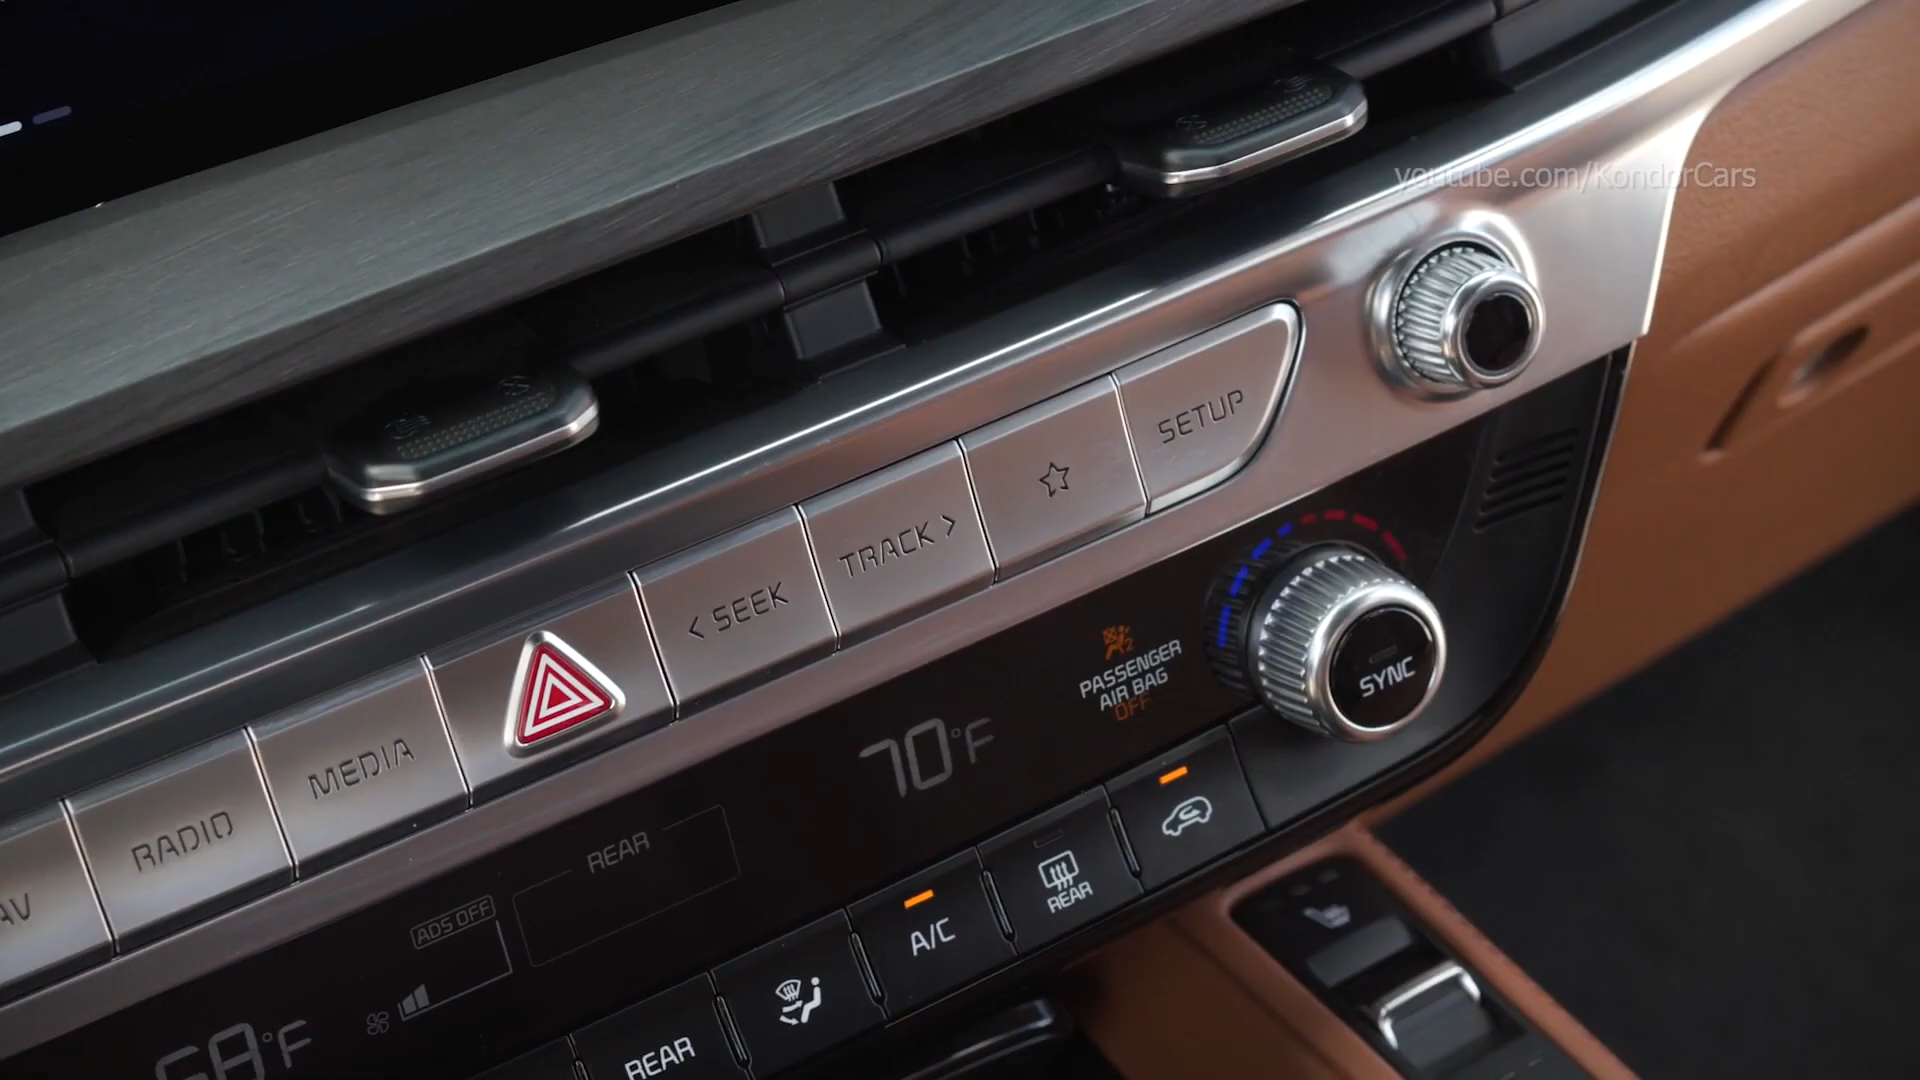 youtube.com/KondorCars
SETUP
TRACK >
< SEEK
MEDIA
RADIO
AV
SYNC
PASSENGER
AIR BAG
OFF
70°F
REAR
ADS OFF
°F
REAR
A/C
REAR